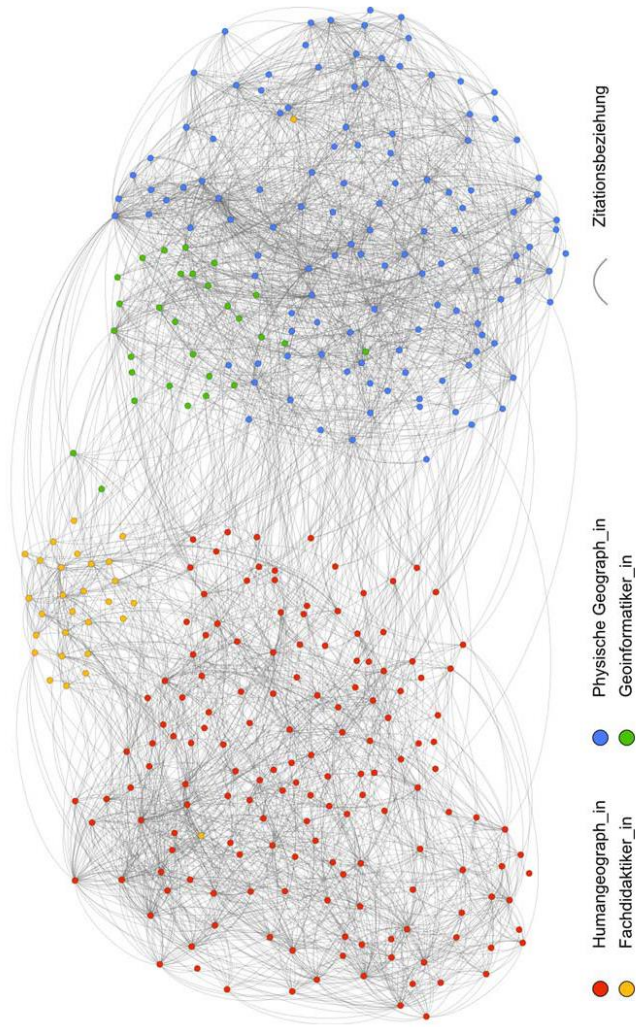 Humangeograph_in
Physische Geograph_in
Zitationsbeziehung
Fachdidaktiker_in
Geoinformatiker_in